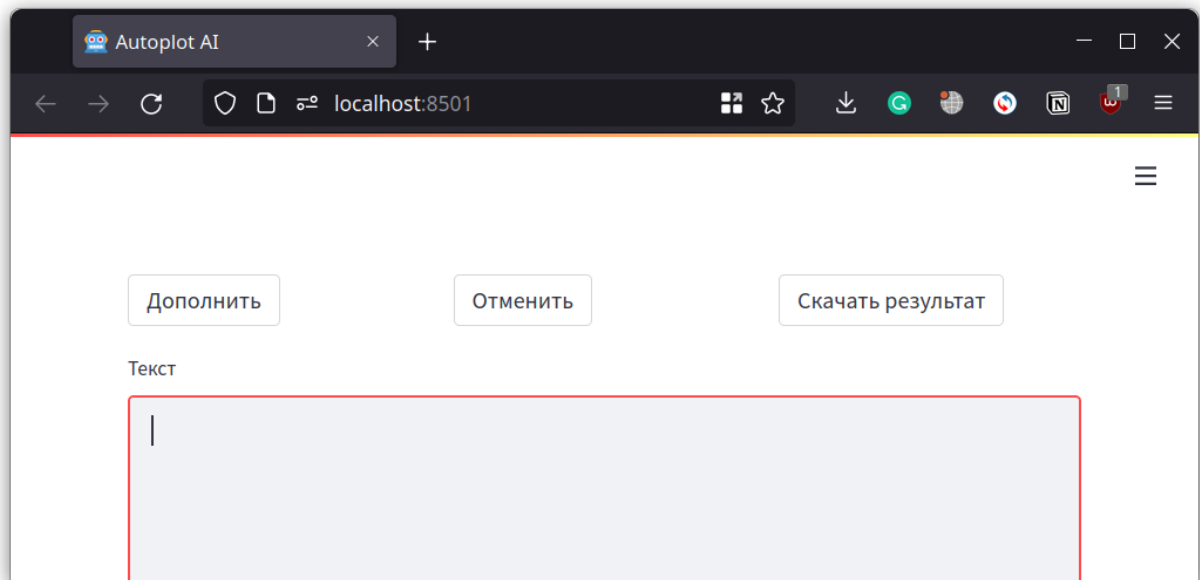 Autoplot AI
localhost:8501
1
Дополнить
Отменить
Скачать результат
Текст